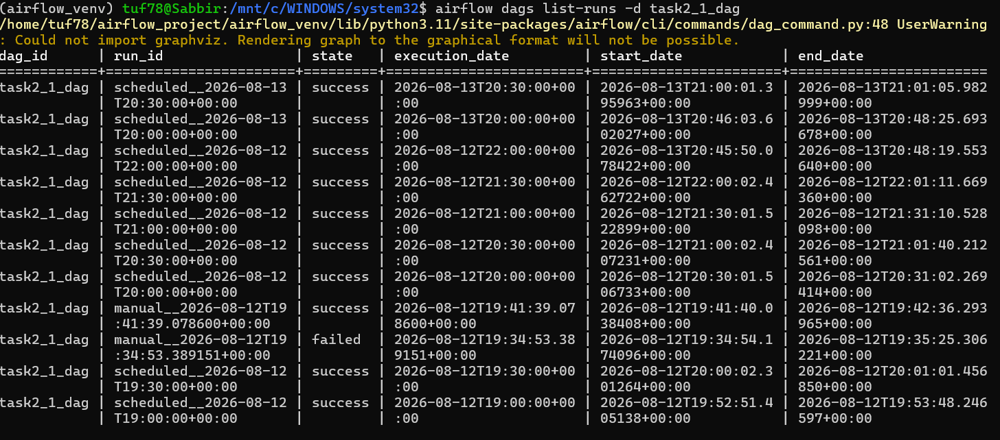 (airflow_venv) tuf78@Sabbir:/mnt/c/WINDOWS/system32$ airflow dags list-runs -d task2_1_dag
/home/tuf78/airflow_project/airflow_venv/lib/python3.11/site-packages/airflow/cli/commands/dag_command.py:48 UserWarning
: Could not import graphviz. Rendering graph to the graphical format will not be possible.
dag_id      | run_id                | state   | execution_date          | start_date            | end_date
============+=======================+=========+=========================+=======================+========================
task2_1_dag | scheduled__2026-08-13 | success | 2026-08-13T20:30:00+00 | 2026-08-13T21:00:01.3 | 2026-08-13T21:01:05.982
            | T20:30:00+00:00       |         | :00                    | 95963+00:00           | 999+00:00
task2_1_dag | scheduled__2026-08-13 | success | 2026-08-13T20:00:00+00 | 2026-08-13T20:46:03.6 | 2026-08-13T20:48:25.693
            | T20:00:00+00:00       |         | :00                    | 02027+00:00           | 678+00:00
task2_1_dag | scheduled__2026-08-12 | success | 2026-08-12T22:00:00+00 | 2026-08-13T20:45:50.0 | 2026-08-13T20:48:19.553
            | T22:00:00+00:00       |         | :00                    | 78422+00:00           | 640+00:00
task2_1_dag | scheduled__2026-08-12 | success | 2026-08-12T21:30:00+00 | 2026-08-12T22:00:02.4 | 2026-08-12T22:01:11.669
            | T21:30:00+00:00       |         | :00                    | 62722+00:00           | 360+00:00
task2_1_dag | scheduled__2026-08-12 | success | 2026-08-12T21:00:00+00 | 2026-08-12T21:30:01.5 | 2026-08-12T21:31:10.528
            | T21:00:00+00:00       |         | :00                    | 22899+00:00           | 098+00:00
task2_1_dag | scheduled__2026-08-12 | success | 2026-08-12T20:30:00+00 | 2026-08-12T21:00:02.4 | 2026-08-12T21:01:40.212
            | T20:30:00+00:00       |         | :00                    | 07231+00:00           | 561+00:00
task2_1_dag | scheduled__2026-08-12 | success | 2026-08-12T20:00:00+00 | 2026-08-12T20:30:01.5 | 2026-08-12T20:31:02.269
            | T20:00:00+00:00       |         | :00                    | 06733+00:00           | 414+00:00
task2_1_dag | manual__2026-08-12T19 | success | 2026-08-12T19:41:39.07 | 2026-08-12T19:41:40.0 | 2026-08-12T19:42:36.293
            | :41:39.078600+00:00   |         | 8600+00:00             | 38408+00:00           | 965+00:00
task2_1_dag | manual__2026-08-12T19 | failed  | 2026-08-12T19:34:53.38 | 2026-08-12T19:34:54.1 | 2026-08-12T19:35:25.306
            | :34:53.389151+00:00   |         | 9151+00:00             | 74096+00:00           | 221+00:00
task2_1_dag | scheduled__2026-08-12 | success | 2026-08-12T19:30:00+00 | 2026-08-12T20:00:02.3 | 2026-08-12T20:01:01.456
            | T19:30:00+00:00       |         | :00                    | 01264+00:00           | 850+00:00
task2_1_dag | scheduled__2026-08-12 | success | 2026-08-12T19:00:00+00 | 2026-08-12T19:52:51.4 | 2026-08-12T19:53:48.246
            | T19:00:00+00:00       |         | :00                    | 05138+00:00           | 597+00:00